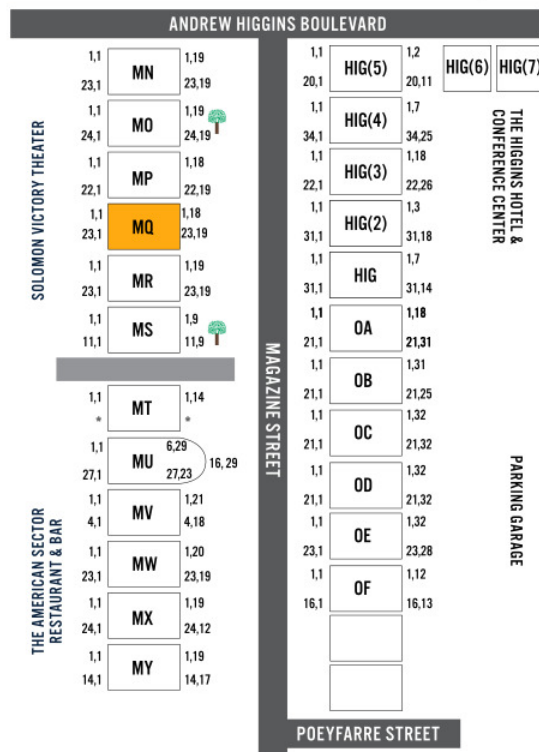 ANDREW HIGGINS BOULEVARD
1,1 MN 1,19
23,1 23,19
1,1 MO 1,19
24,1 24,19
1,1 MP 1,18
22,1 22,19
1,1 MQ 1,18
23,1 23,19
1,1 MR 1,19
23,1 23,19
1,1 MS 1,9
11,1 11,9
SOLOMON VICTORY THEATER
1,1 MT 1,14
* *
1,1 MU 6,29
27,1 27,23 16,29
1,1 MV 1,21
4,1 4,18
1,1 MW 1,20
23,1 23,19
1,1 MX 1,19
24,1 24,12
1,1 MY 1,19
14,1 14,17
THE AMERICAN SECTOR
RESTAURANT & BAR
MAGAZINE STREET
1,1 HIG(5) 1,2
20,1 20,11
HIG(6) HIG(7)
1,1 HIG(4) 1,7
34,1 34,25
1,1 HIG(3) 1,18
22,1 22,26
1,1 HIG(2) 1,3
31,1 31,18
1,1 HIG 1,7
31,1 31,14
1,1 OA 1,18
21,1 21,31
1,1 OB 1,31
21,1 21,25
1,1 OC 1,32
21,1 21,32
1,1 OD 1,32
21,1 21,32
1,1 OE 1,32
23,1 23,28
1,1 OF 1,12
16,1 16,13
THE HIGGINS HOTEL &
CONFERENCE CENTER
PARKING GARAGE
POEYFARRE STREET